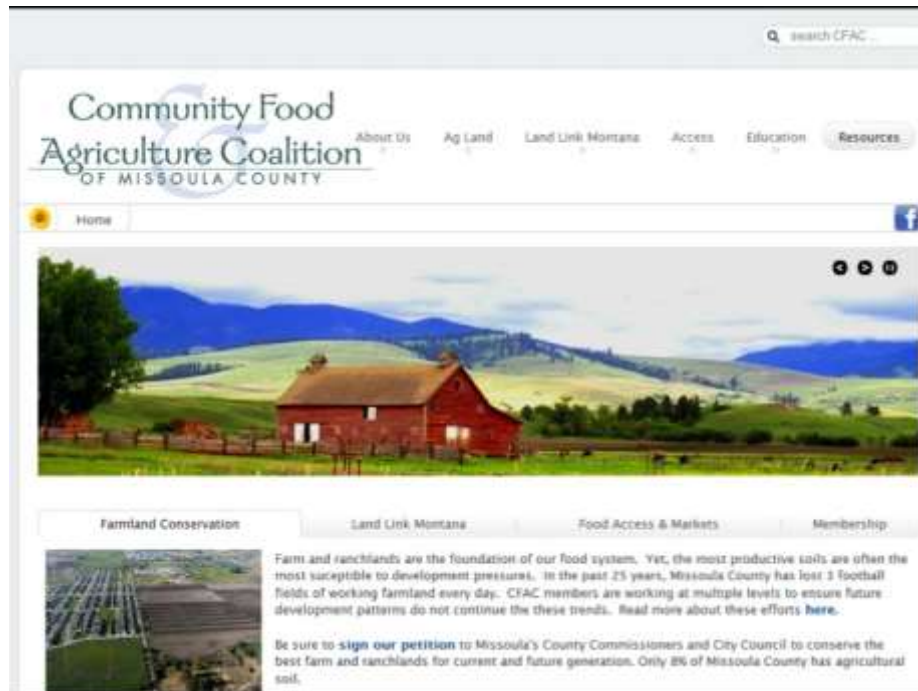 search CFAC ...
Community Food
&
Agriculture Coalition
OF MISSOULA COUNTY
About Us Ag Land Land Link Montana Access Education Resources
Home
f
Farmland Conservation Land Link Montana Food Access & Markets Membership
Farm and ranchlands are the foundation of our food system. Yet, the most productive soils are often the
most suceptible to development pressures. In the past 25 years, Missoula County has lost 3 football
fields of working farmland every day. CFAC members are working at multiple levels to ensure future
development patterns do not continue the these trends. Read more about these efforts here.
Be sure to sign our petition to Missoula's County Commissioners and City Council to conserve the
best farm and ranchlands for current and future generation. Only 8% of Missoula County has agricultural
soil.